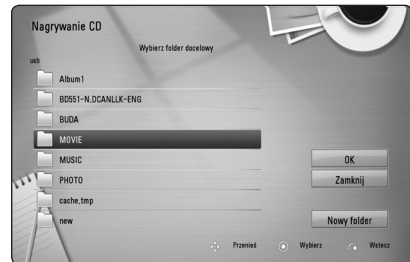 Nagrywanie CD
Wybierz folder docelowy
usb
Album1
BD551-N,DCANLLK-ENG
BUDA
MOVIE
MUSIC
PHOTO
cache,tmp
new
OK
Zamknij
Nowy folder
Przenieś Wybierz Wstecz